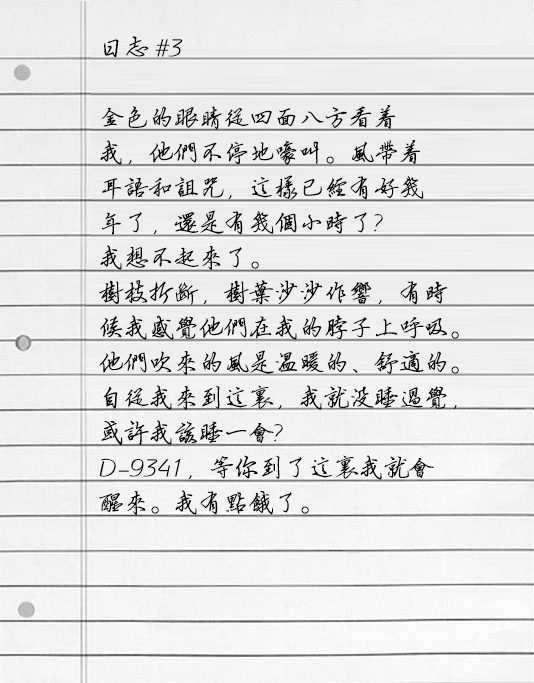 日志 #3
金色的眼睛從四面八方看着
我，他們不停地嚎叫。風帶着
耳語和詛咒，這樣已經有好幾
年了，還是有幾個小時了?
我想不起來了。
樹枝折斷，樹葉沙沙作響，有時
候我感覺他們在我的脖子上呼吸。
他們吹來的風是温暖的、舒適的。
自從我來到這裏，我就没睡過覺，
或許我該睡一會?
D-9341，等你到了這裏我就會
醒來。我有點餓了。